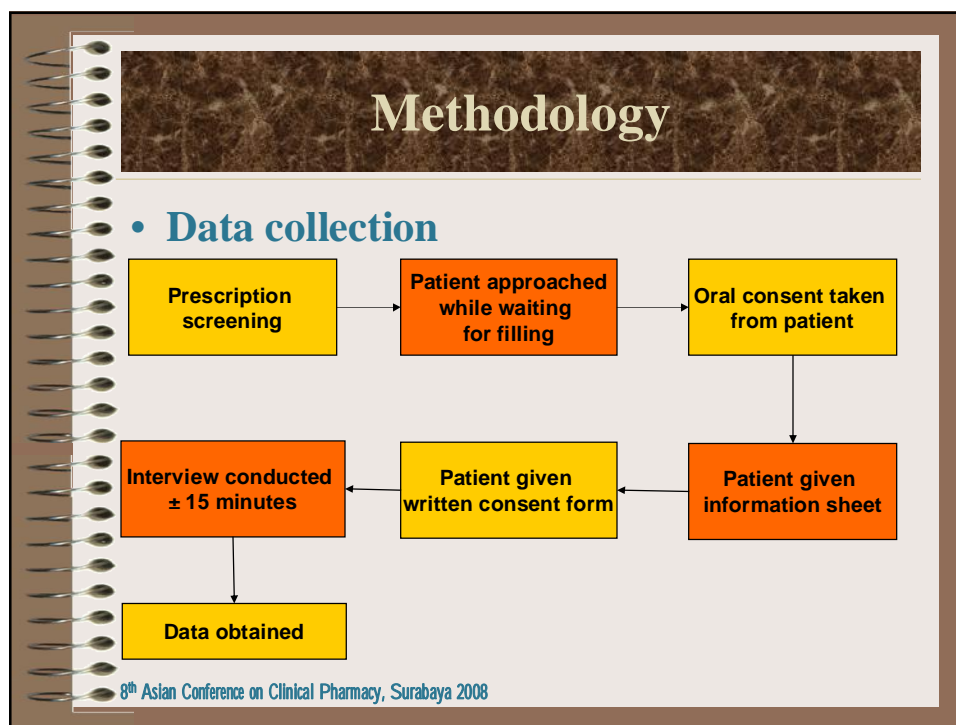 Methodology
• Data collection
Prescription
screening
Patient approached
while waiting
for filling
Oral consent taken
from patient
Patient given
information sheet
Patient given
written consent form
Interview conducted
± 15 minutes
Data obtained
8th Asian Conference on Clinical Pharmacy, Surabaya 2008